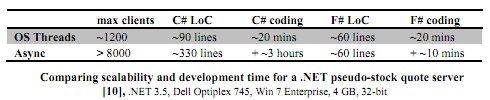 max clients C# LoC C# coding F# LoC F# coding
OS Threads ~1200 ~90 lines ~20 mins ~60 lines ~20 mins
Async > 8000 ~330 lines + ~3 hours ~60 lines + ~10 mins
Comparing scalability and development time for a .NET pseudo-stock quote server
[10], .NET 3.5, Dell Optiplex 745, Win 7 Enterprise, 4 GB, 32-bit